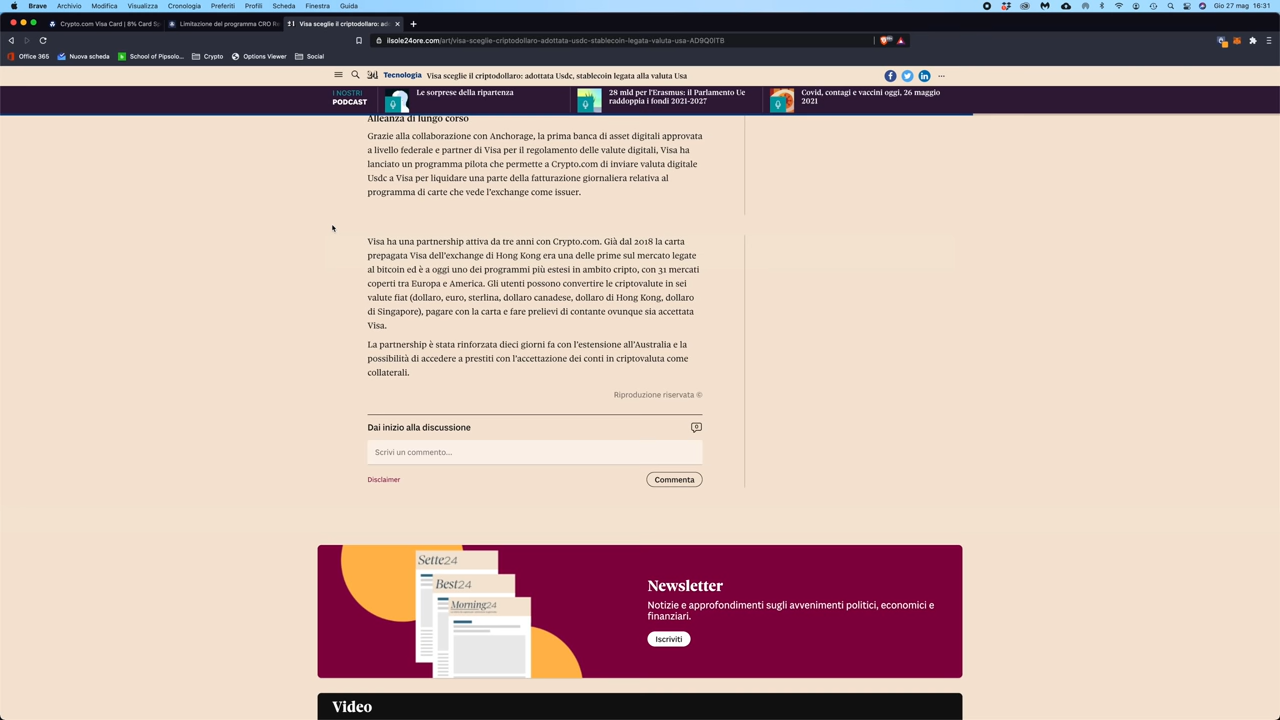 Brave Archivio Modifica Visualizza Cronologia Preferiti Profili Scheda Finestra Guida Gio 27 mag 16:31
Crypto.com Visa Card | 8% Card Sp
Limitazione del programma CRO Re
Visa sceglie il criptodollaro: ado
ilsole24ore.com/art/visa-sceglie-criptodollaro-adottata-usdc-stablecoin-legata-valuta-usa-AD9Q0ITB
Office 365 Nuova scheda School of Pipsolo... Crypto Options Viewer Social
24 Tecnologia Visa sceglie il criptodollaro: adottata Usdc, stablecoin legata alla valuta Usa
I NOSTRI
PODCAST
Le sorprese della ripartenza
28 mld per l'Erasmus: il Parlamento Ue
raddoppia i fondi 2021-2027
Covid, contagi e vaccini oggi, 26 maggio
2021
Alleanza di lungo corso
Grazie alla collaborazione con Anchorage, la prima banca di asset digitali approvata
a livello federale e partner di Visa per il regolamento delle valute digitali, Visa ha
lanciato un programma pilota che permette a Crypto.com di inviare valuta digitale
Usdc a Visa per liquidare una parte della fatturazione giornaliera relativa al
programma di carte che vede l'exchange come issuer.
Visa ha una partnership attiva da tre anni con Crypto.com. Già dal 2018 la carta
prepagata Visa dell'exchange di Hong Kong era una delle prime sul mercato legate
al bitcoin ed è a oggi uno dei programmi più estesi in ambito cripto, con 31 mercati
coperti tra Europa e America. Gli utenti possono convertire le criptovalute in sei
valute fiat (dollaro, euro, sterlina, dollaro canadese, dollaro di Hong Kong, dollaro
di Singapore), pagare con la carta e fare prelievi di contante ovunque sia accettata
Visa.
La partnership è stata rinforzata dieci giorni fa con l'estensione all'Australia e la
possibilità di accedere a prestiti con l'accettazione dei conti in criptovaluta come
collaterali.
Riproduzione riservata ©
Dai inizio alla discussione
0
Scrivi un commento...
Disclaimer
Commenta
Sette24
Best24
Morning24
Newsletter
Notizie e approfondimenti sugli avvenimenti politici, economici e
finanziari.
Iscriviti
Video